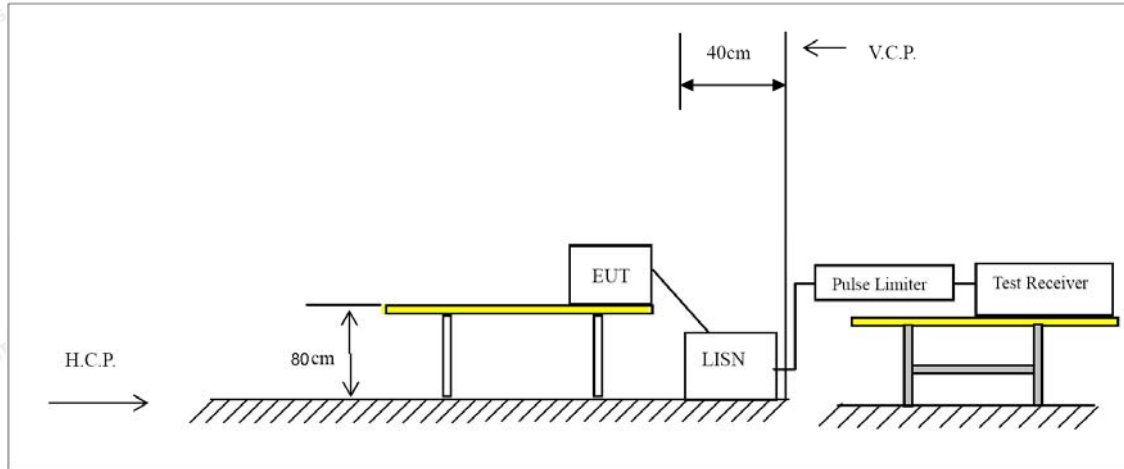 40cm
V.C.P.
EUT
Pulse Limiter
Test Receiver
H.C.P.
80cm
LISN